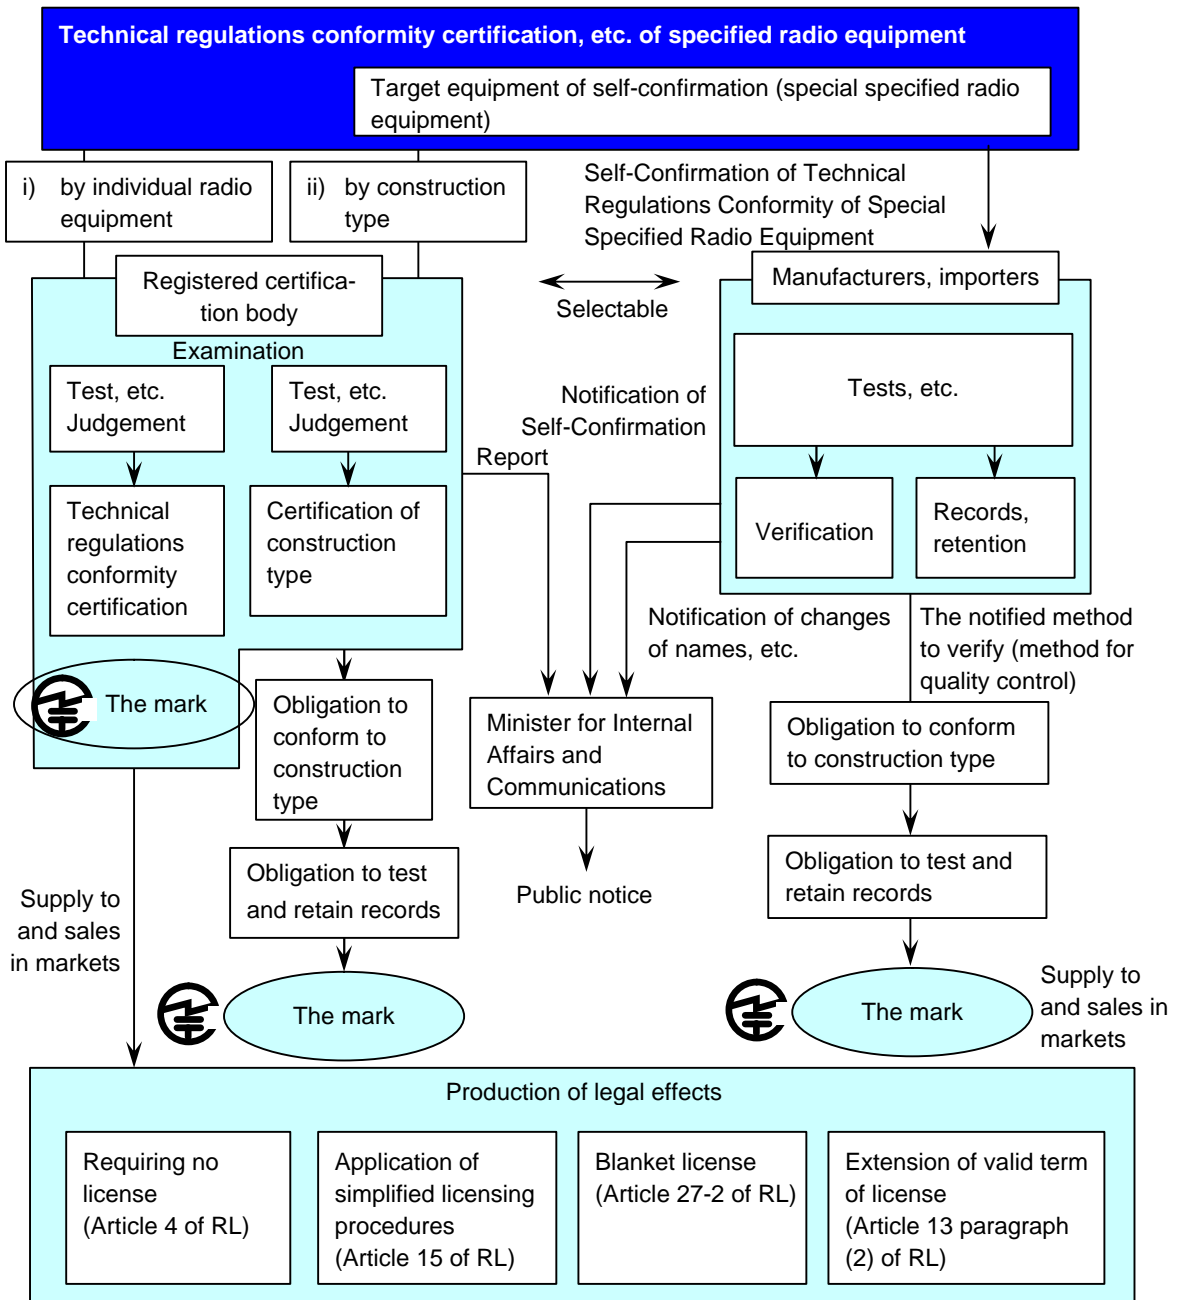 Technical regulations conformity certification, etc. of specified radio equipment
Target equipment of self-confirmation (special specified radio
equipment)
i) by individual radio
equipment
ii) by construction
type
Self-Confirmation of Technical
Regulations Conformity of Special
Specified Radio Equipment
Registered certifica-
tion body
Selectable
Manufacturers, importers
Examination
Test, etc.
Judgement
Test, etc.
Judgement
Notification of
Self-Confirmation
Tests, etc.
Report
Technical
regulations
conformity
certification
Certification of
construction
type
Verification
Records,
retention
Notification of changes
of names, etc.
The notified method
to verify (method for
quality control)
The mark
Obligation to
conform to
construction
type
Minister for Internal
Affairs and
Communications
Obligation to conform
to construction type
Obligation to test
and retain records
Public notice
Obligation to test and
retain records
Supply to
and sales
in markets
The mark
The mark
Supply to
and sales in
markets
Production of legal effects
Requiring no
license
(Article 4 of RL)
Application of
simplified licensing
procedures
(Article 15 of RL)
Blanket license
(Article 27-2 of RL)
Extension of valid term
of license
(Article 13 paragraph
(2) of RL)